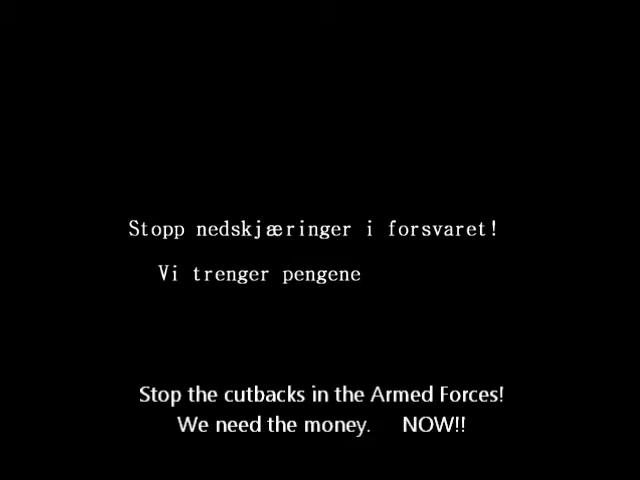 Stopp nedskjæringer i forsvaret!
Vi trenger pengene
Stop the cutbacks in the Armed Forces!
We need the money. NOW!!